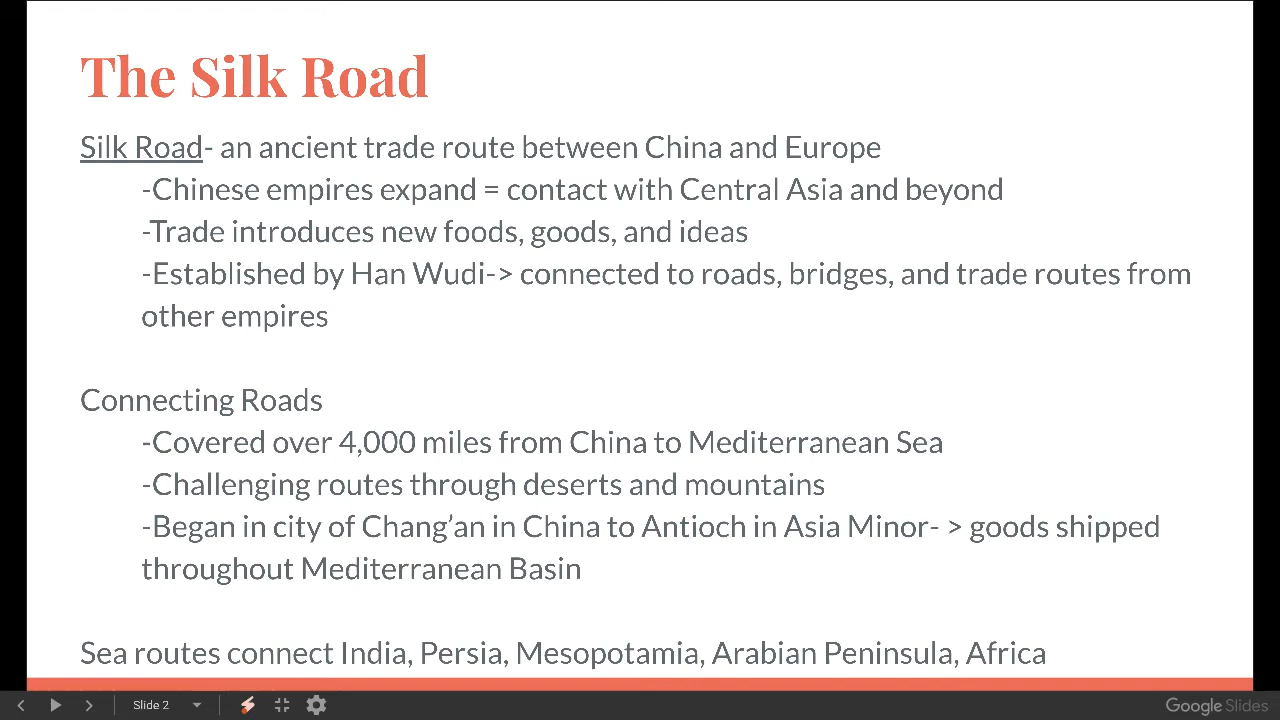 The Silk Road
Silk Road- an ancient trade route between China and Europe
-Chinese empires expand = contact with Central Asia and beyond
-Trade introduces new foods, goods, and ideas
-Established by Han Wudi-> connected to roads, bridges, and trade routes from
other empires
Connecting Roads
-Covered over 4,000 miles from China to Mediterranean Sea
-Challenging routes through deserts and mountains
-Began in city of Chang’an in China to Antioch in Asia Minor- > goods shipped
throughout Mediterranean Basin
Sea routes connect India, Persia, Mesopotamia, Arabian Peninsula, Africa
Slide 2
Google Slides